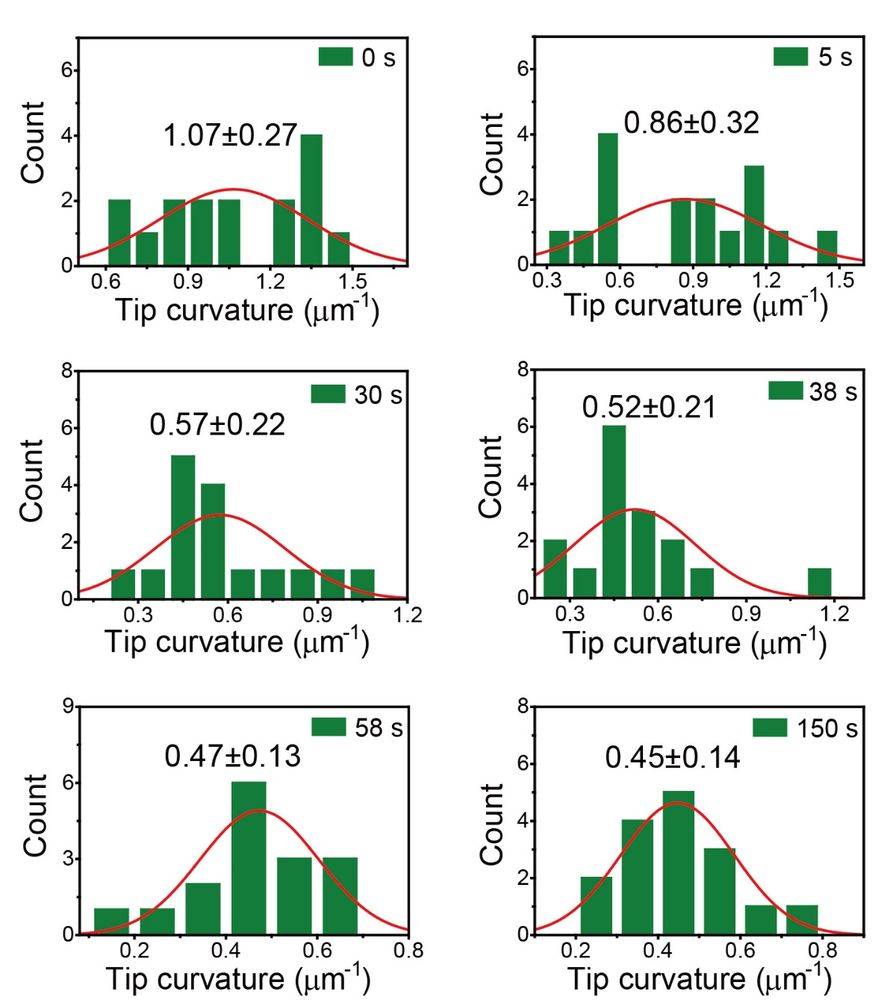 0 s
1.07±0.27
Count
6
4
2
0
0.6 0.9 1.2 1.5
Tip curvature (μm⁻¹)
5 s
0.86±0.32
Count
6
4
2
0
0.3 0.6 0.9 1.2 1.5
Tip curvature (μm⁻¹)
30 s
0.57±0.22
Count
8
6
4
2
0
0.3 0.6 0.9 1.2
Tip curvature (μm⁻¹)
38 s
0.52±0.21
Count
8
6
4
2
0
0.3 0.6 0.9 1.2
Tip curvature (μm⁻¹)
58 s
0.47±0.13
Count
9
6
3
0
0.2 0.4 0.6 0.8
Tip curvature (μm⁻¹)
150 s
0.45±0.14
Count
8
6
4
2
0
0.2 0.4 0.6 0.8
Tip curvature (μm⁻¹)